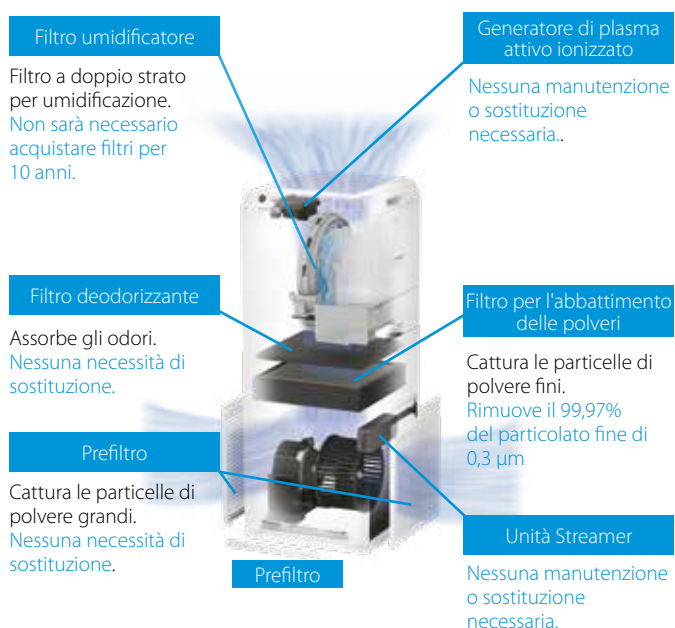 Filtro umidificatore
Filtro a doppio strato
per umidificazione.
Non sarà necessario
acquistare filtri per
10 anni.
Generatore di plasma
attivo ionizzato
Nessuna manutenzione
o sostituzione
necessaria..
Filtro deodorizzante
Assorbe gli odori.
Nessuna necessità di
sostituzione.
Filtro per l'abbattimento
delle polveri
Cattura le particelle di
polvere fini.
Rimuove il 99,97%
del particolato fine di
0,3 µm
Prefiltro
Cattura le particelle di
polvere grandi.
Nessuna necessità di
sostituzione.
Prefiltro
Unità Streamer
Nessuna manutenzione
o sostituzione
necessaria.